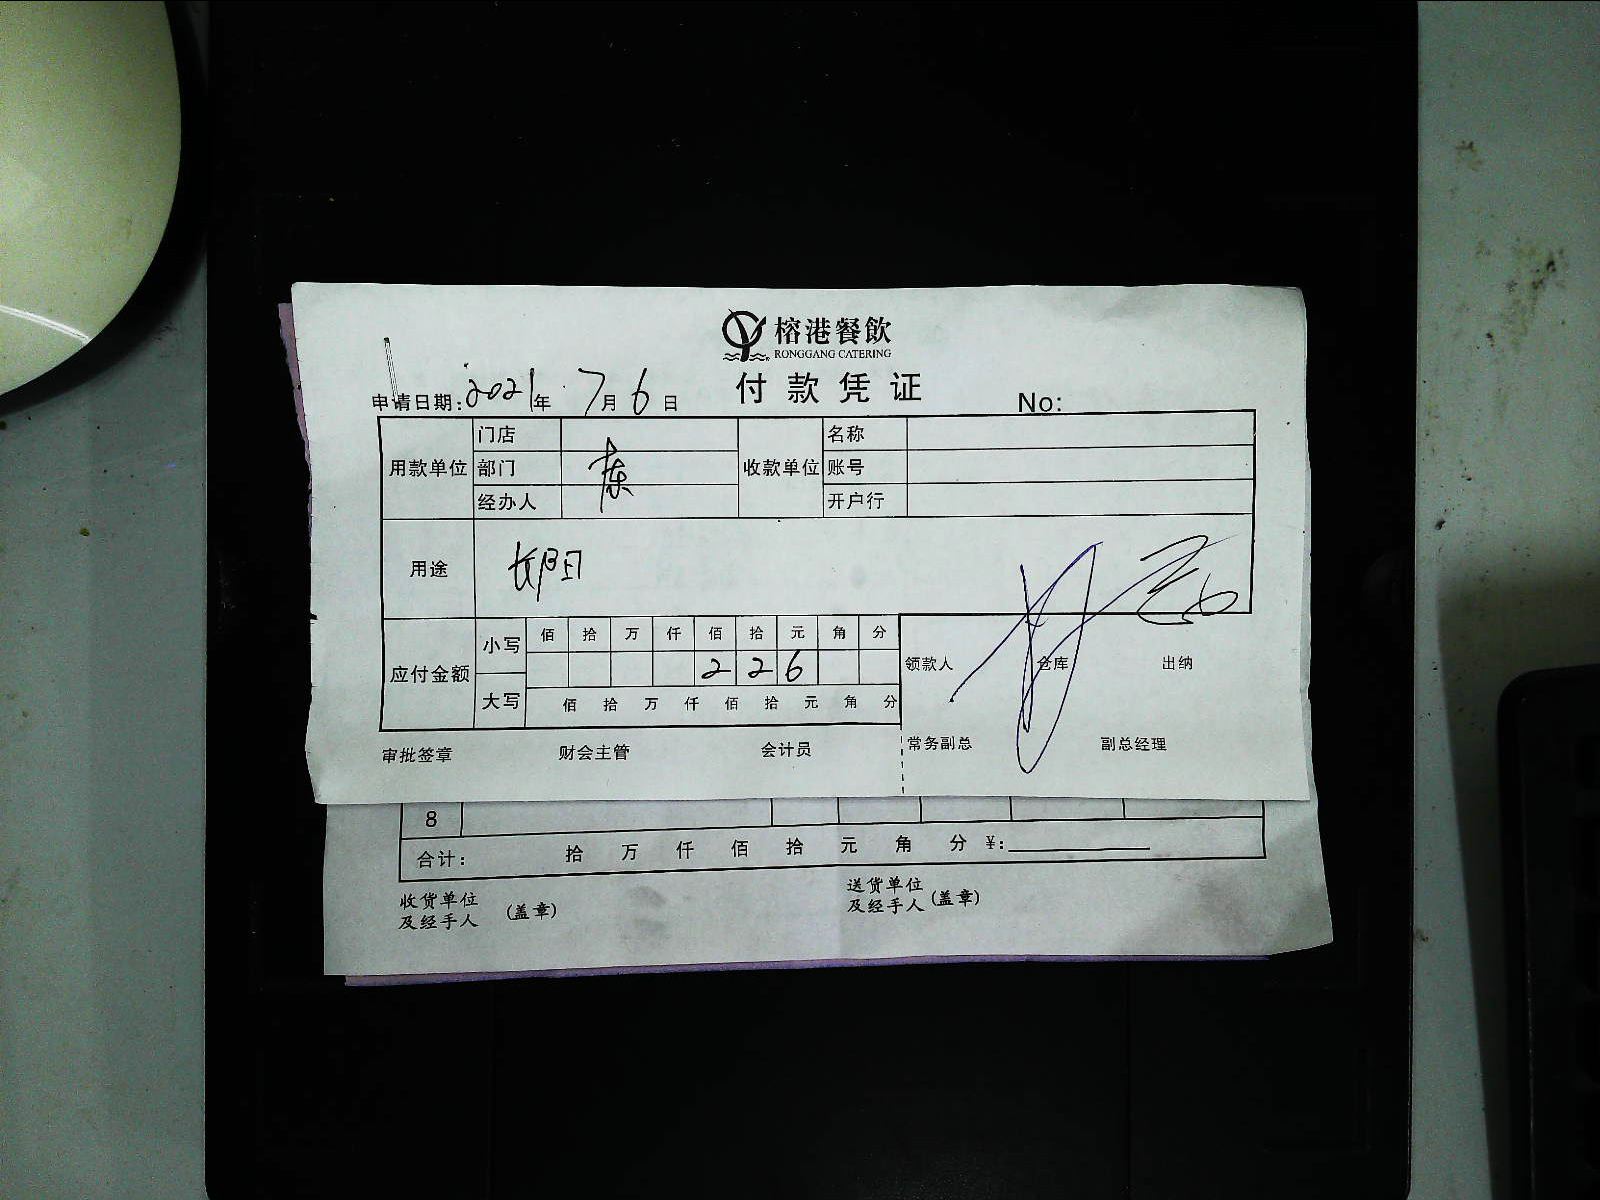 榕港餐飲
RONGGANG CATERING
付款凭证
申请日期:2021年7月6日 No:
用款单位 门店 收款单位 名称
部门 账号
经办人 开户行
用途
应付金额 小写 佰 拾 万 仟 佰 拾 元 角 分
2 2 6
大写 佰 拾 万 仟 佰 拾 元 角 分
领款人 仓库 出纳
审批签章 财会主管 会计员 常务副总 副总经理
8
合计: 拾 万 仟 佰 拾 元 角 分 ¥:
收货单位及经手人 (盖章) 送货单位及经手人 (盖章)